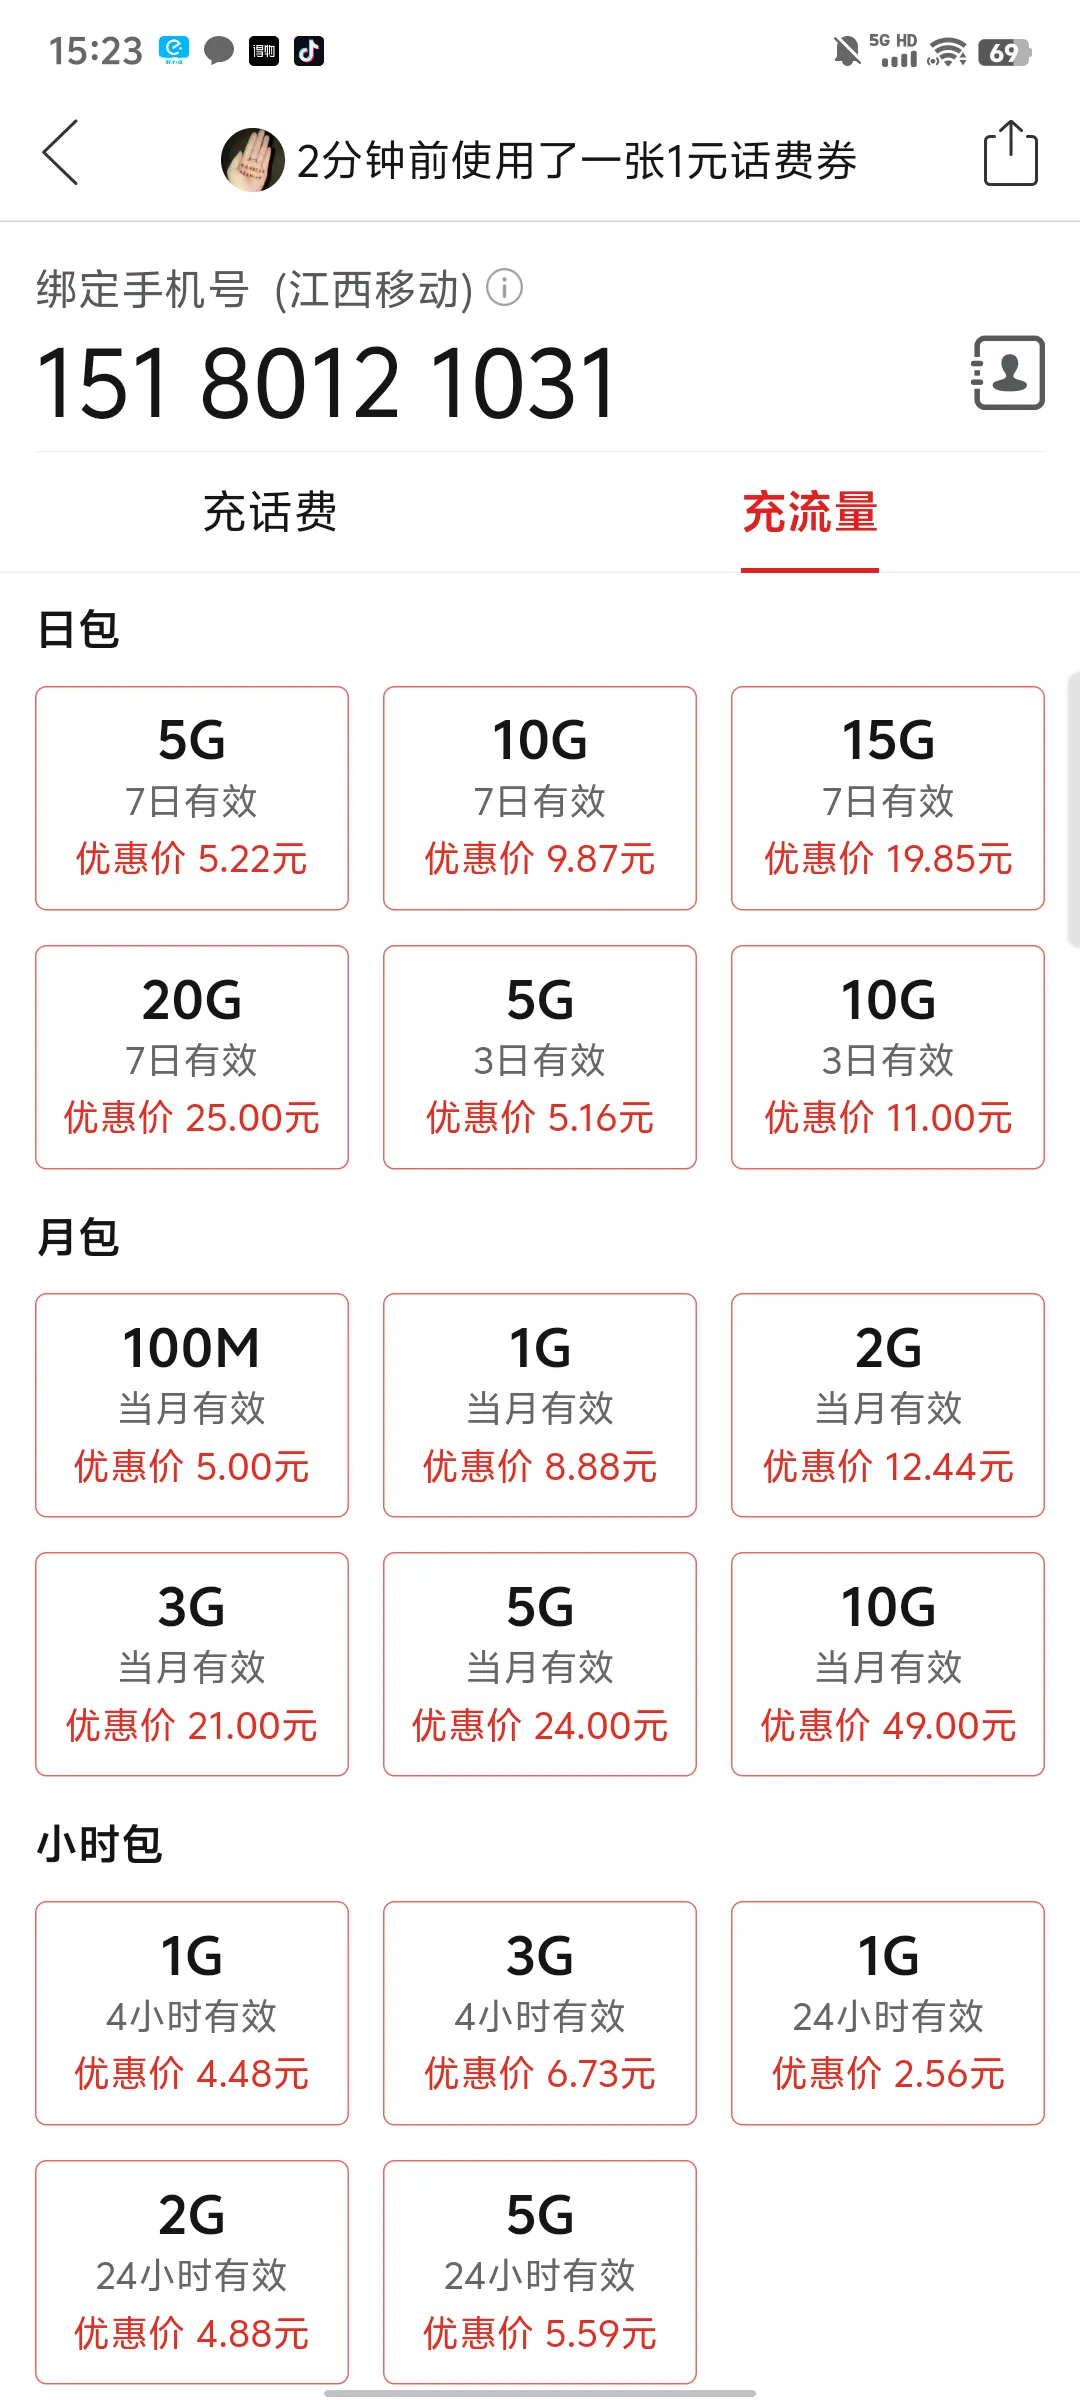 15:23
得物
5G HD
69
2分钟前使用了一张1元话费券
绑定手机号 (江西移动)
151 8012 1031
充话费
充流量
日包
5G
7日有效
优惠价 5.22元
10G
7日有效
优惠价 9.87元
15G
7日有效
优惠价 19.85元
20G
7日有效
优惠价 25.00元
5G
3日有效
优惠价 5.16元
10G
3日有效
优惠价 11.00元
月包
100M
当月有效
优惠价 5.00元
1G
当月有效
优惠价 8.88元
2G
当月有效
优惠价 12.44元
3G
当月有效
优惠价 21.00元
5G
当月有效
优惠价 24.00元
10G
当月有效
优惠价 49.00元
小时包
1G
4小时有效
优惠价 4.48元
3G
4小时有效
优惠价 6.73元
1G
24小时有效
优惠价 2.56元
2G
24小时有效
优惠价 4.88元
5G
24小时有效
优惠价 5.59元